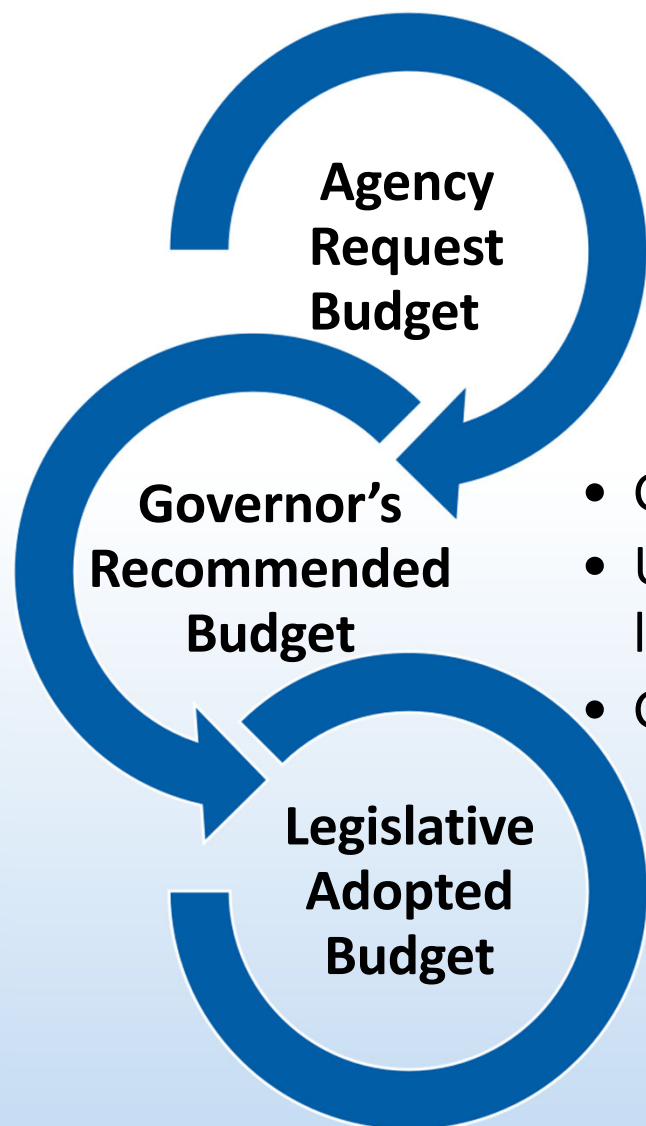 Agency
Request
Budget
Governor’s
Recommended
Budget
Legislative
Adopted
Budget